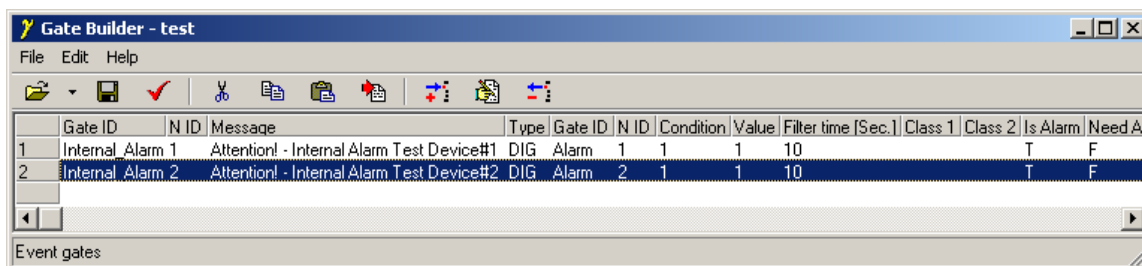 Gate Builder - test
File Edit Help
Gate ID N ID Message Type Gate ID N ID Condition Value Filter time [Sec.] Class 1 Class 2 Is Alarm Need A
1 Internal_Alarm 1 Attention! - Internal Alarm Test Device#1 DIG Alarm 1 1 1 10 T F
2 Internal_Alarm 2 Attention! - Internal Alarm Test Device#2 DIG Alarm 2 1 1 10 T F
Event gates